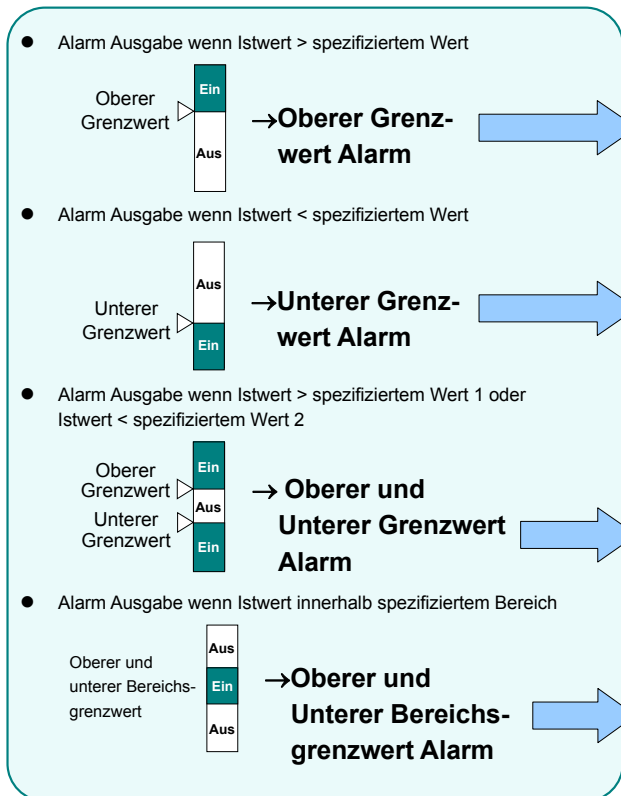 ● Alarm Ausgabe wenn Istwert > spezifiziertem Wert
Oberer
Grenzwert
Ein
Aus
→Oberer Grenz-
wert Alarm
● Alarm Ausgabe wenn Istwert < spezifiziertem Wert
Unterer
Grenzwert
Aus
Ein
→Unterer Grenz-
wert Alarm
● Alarm Ausgabe wenn Istwert > spezifiziertem Wert 1 oder
Istwert < spezifiziertem Wert 2
Oberer
Grenzwert
Unterer
Grenzwert
Ein
Aus
Ein
→ Oberer und
Unterer Grenzwert
Alarm
● Alarm Ausgabe wenn Istwert innerhalb spezifiziertem Bereich
Oberer und
unterer Bereichs-
grenzwert
Aus
Ein
Aus
→Oberer und
Unterer Bereichs-
grenzwert Alarm